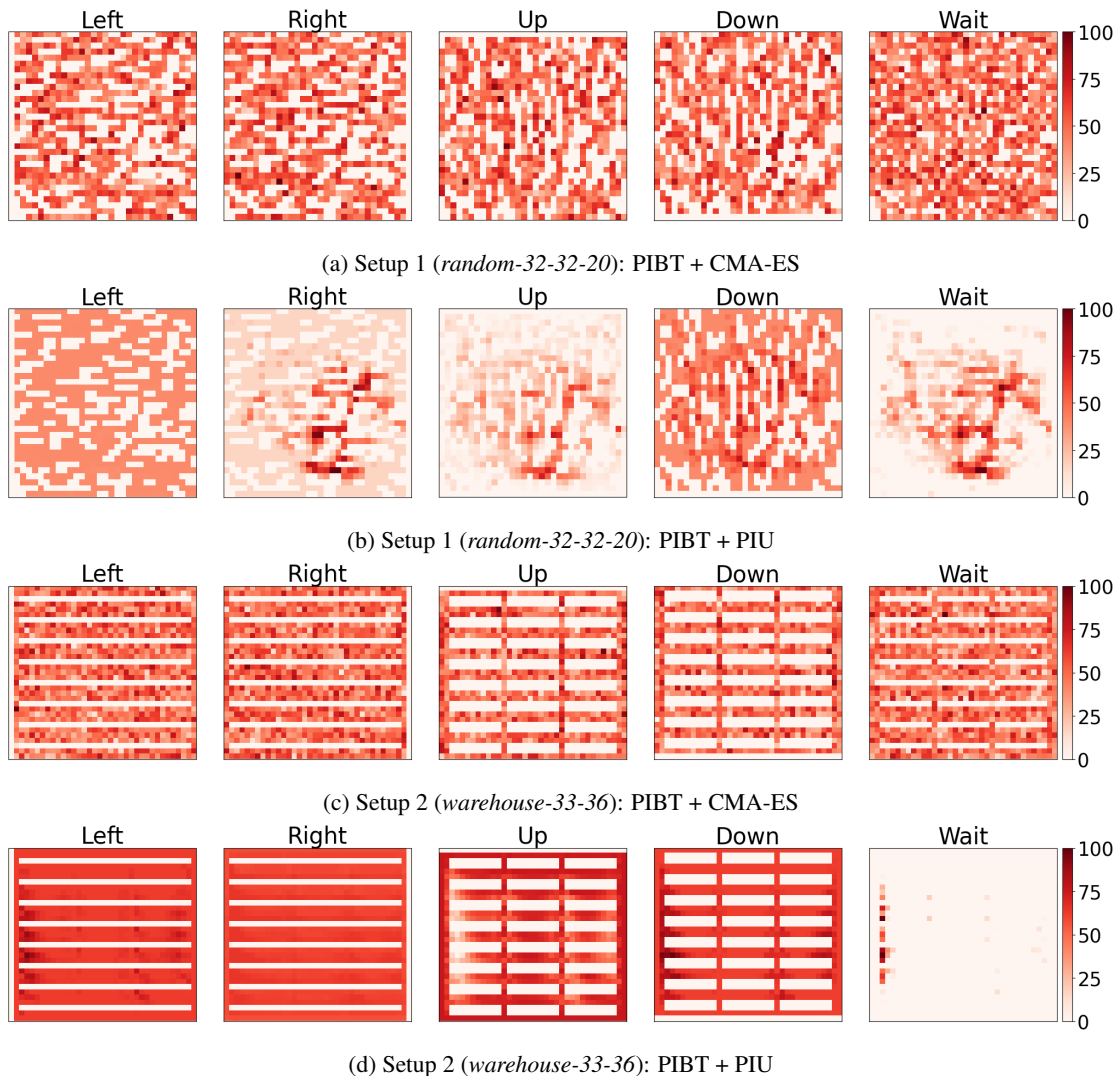 Left Right Up Down Wait
100
75
50
25
0
(a) Setup 1 (random-32-32-20): PIBT + CMA-ES
Left Right Up Down Wait
100
75
50
25
0
(b) Setup 1 (random-32-32-20): PIBT + PIU
Left Right Up Down Wait
100
75
50
25
0
(c) Setup 2 (warehouse-33-36): PIBT + CMA-ES
Left Right Up Down Wait
100
75
50
25
0
(d) Setup 2 (warehouse-33-36): PIBT + PIU